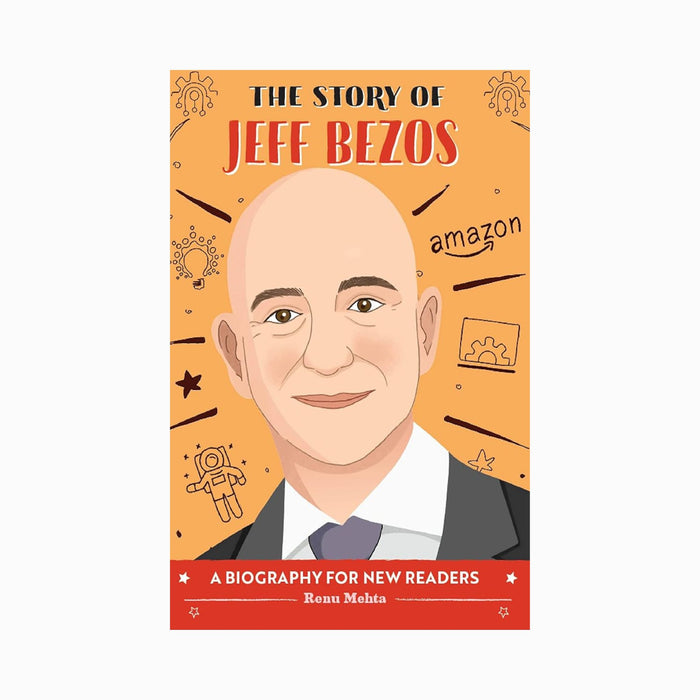 THE STORY OF
JEFF BEZOS
amazon
A BIOGRAPHY FOR NEW READERS
Renu Mehta